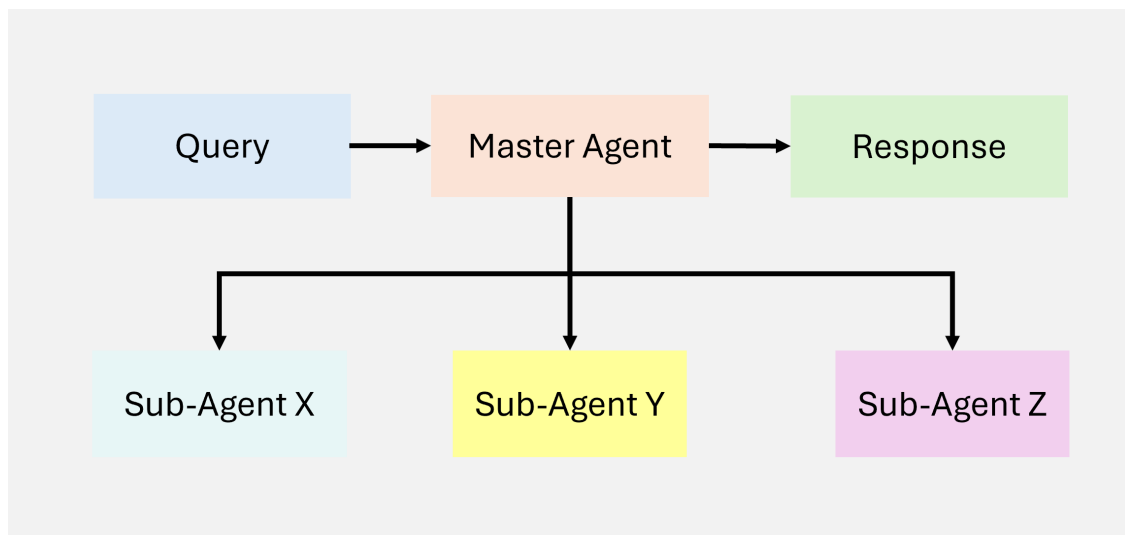 Query
Master Agent
Response
Sub-Agent X
Sub-Agent Y
Sub-Agent Z